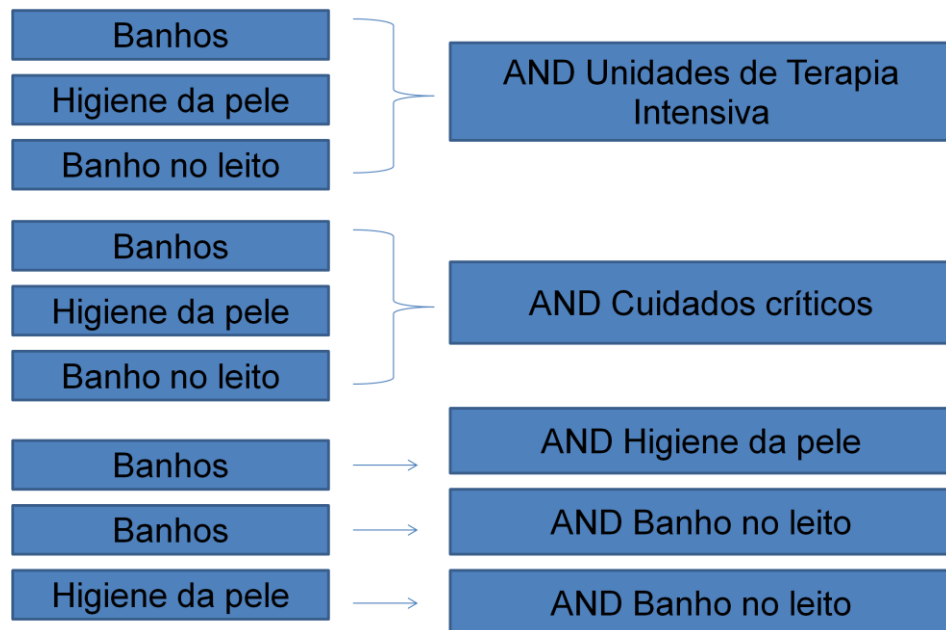 Banhos
Higiene da pele
Banho no leito
AND Unidades de Terapia
Intensiva
Banhos
Higiene da pele
Banho no leito
AND Cuidados críticos
Banhos
AND Higiene da pele
Banhos
AND Banho no leito
Higiene da pele
AND Banho no leito